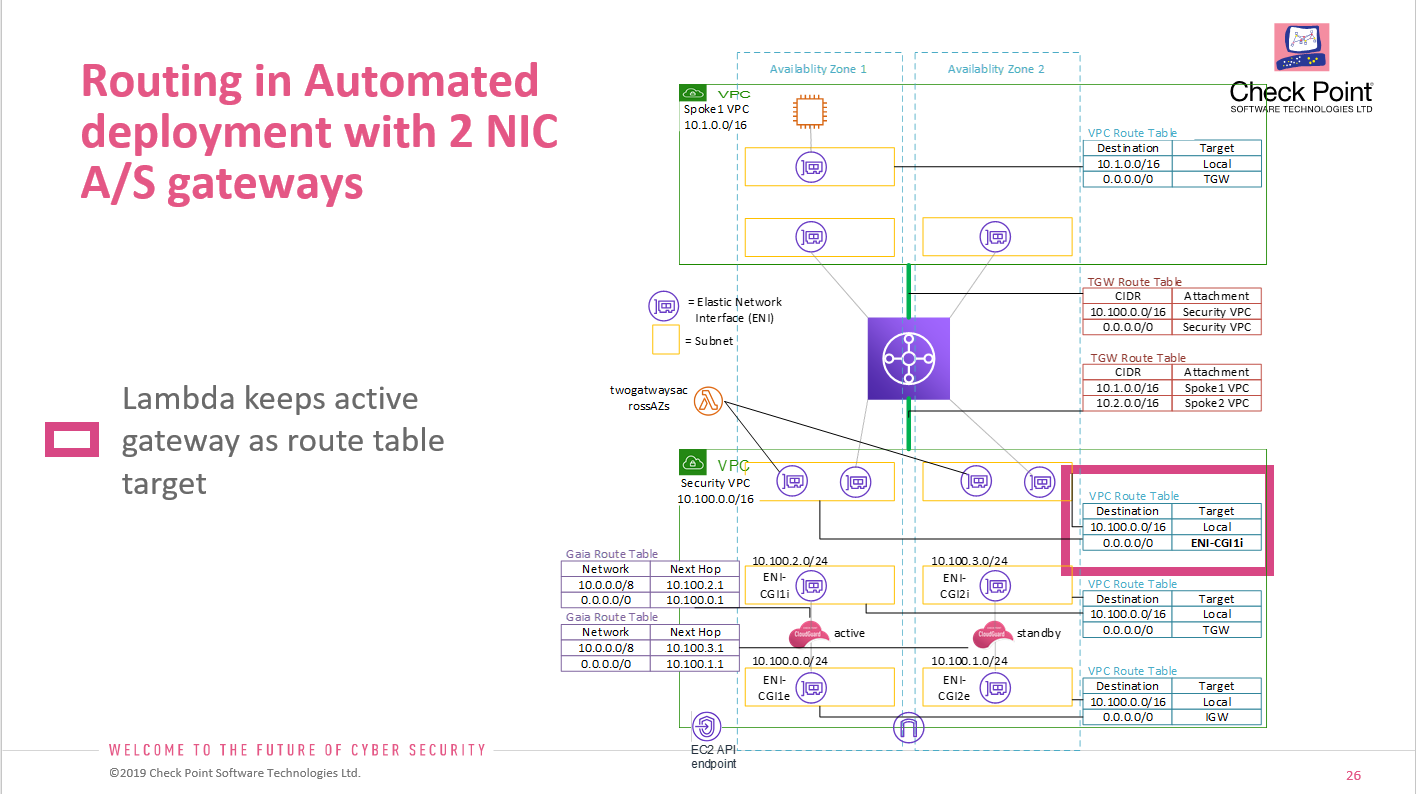 Routing in Automated
deployment with 2 NIC
A/S gateways
Lambda keeps active
gateway as route table
target
Check Point
SOFTWARE TECHNOLOGIES LTD
Availablity Zone 1
Availablity Zone 2
VPC
Spoke1 VPC
10.1.0.0/16
VPC Route Table
Destination Target
10.1.0.0/16 Local
0.0.0.0/0 TGW
= Elastic Network
Interface (ENI)
= Subnet
TGW Route Table
CIDR Attachment
10.100.0.0/16 Security VPC
0.0.0.0/0 Security VPC
TGW Route Table
CIDR Attachment
10.1.0.0/16 Spoke1 VPC
10.2.0.0/16 Spoke2 VPC
twogatwaysac
rossAZs
VPC
Security VPC
10.100.0.0/16
VPC Route Table
Destination Target
10.100.0.0/16 Local
0.0.0.0/0 ENI-CGI1i
Gaia Route Table
Network Next Hop
10.0.0.0/8 10.100.2.1
0.0.0.0/0 10.100.0.1
Gaia Route Table
Network Next Hop
10.0.0.0/8 10.100.3.1
0.0.0.0/0 10.100.1.1
10.100.2.0/24
ENI-
CGI1i
10.100.3.0/24
ENI-
CGI2i
VPC Route Table
Destination Target
10.100.0.0/16 Local
0.0.0.0/0 TGW
CloudGuard
active
CloudGuard
standby
10.100.0.0/24
ENI-
CGI1e
10.100.1.0/24
ENI-
CGI2e
VPC Route Table
Destination Target
10.100.0.0/16 Local
0.0.0.0/0 IGW
EC2 API
endpoint
WELCOME TO THE FUTURE OF CYBER SECURITY
©2019 Check Point Software Technologies Ltd.
26